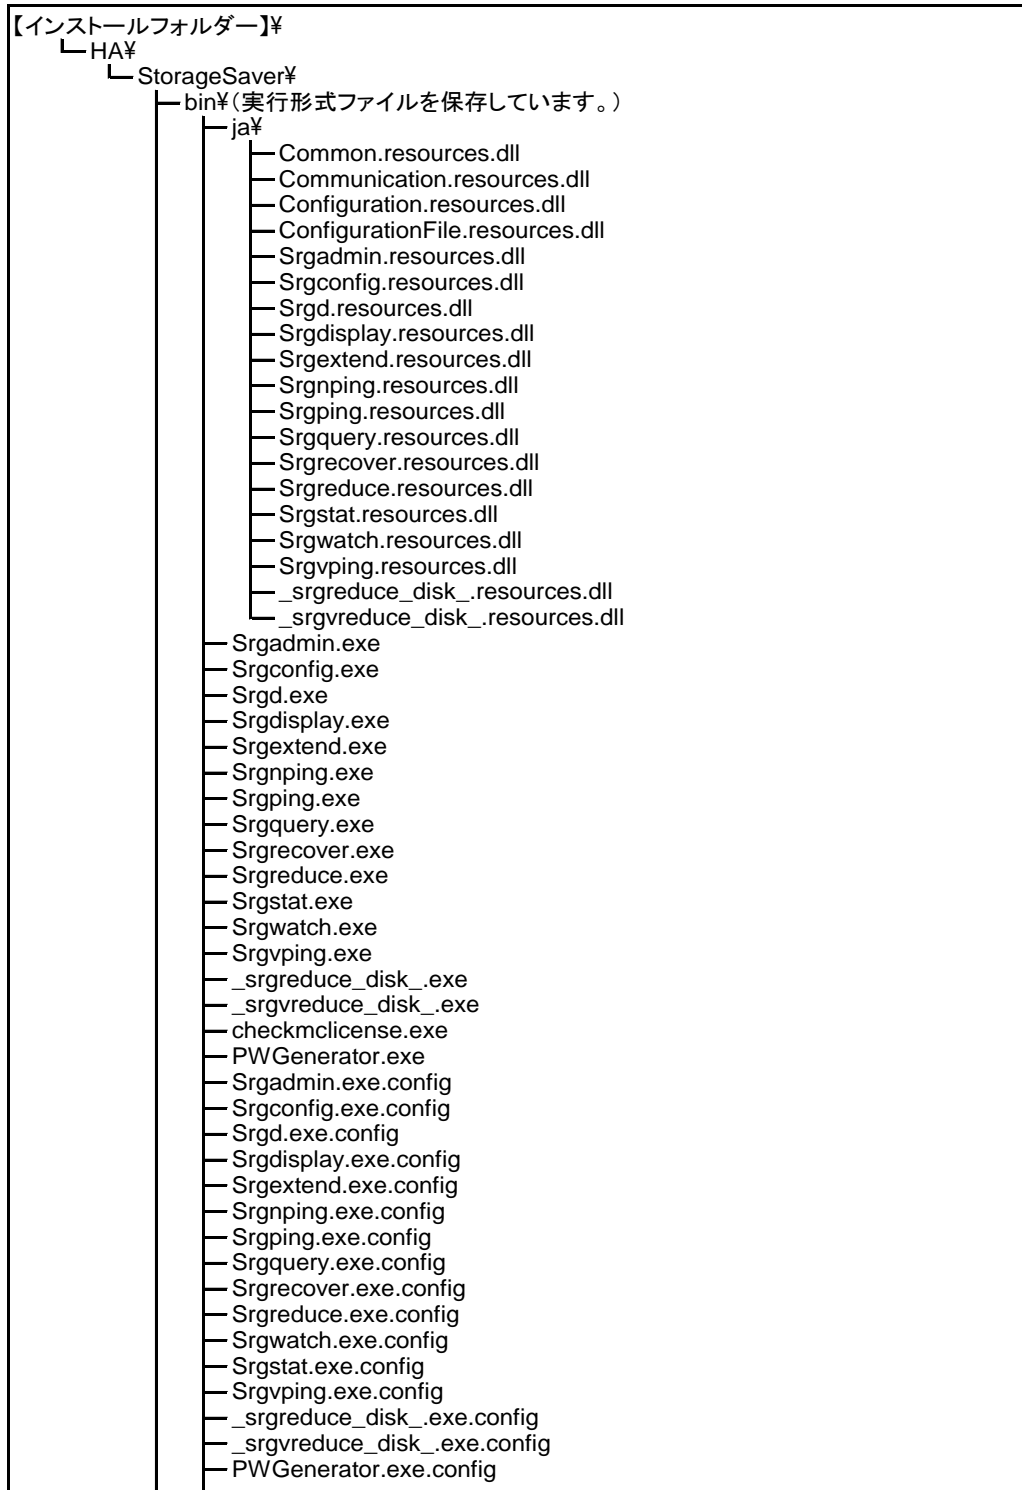 【インストールフォルダー】¥
HA¥
StorageSaver¥
bin¥(実行形式ファイルを保存しています。)
ja¥
Common.resources.dll
Communication.resources.dll
Configuration.resources.dll
ConfigurationFile.resources.dll
Srgadmin.resources.dll
Srgconfig.resources.dll
Srgd.resources.dll
Srgdisplay.resources.dll
Srgextend.resources.dll
Srgnping.resources.dll
Srgping.resources.dll
Srgquery.resources.dll
Srgrecover.resources.dll
Srgreduce.resources.dll
Srgstat.resources.dll
Srgwatch.resources.dll
Srgvping.resources.dll
_srgreduce_disk_.resources.dll
_srgvreduce_disk_.resources.dll
Srgadmin.exe
Srgconfig.exe
Srgd.exe
Srgdisplay.exe
Srgextend.exe
Srgnping.exe
Srgping.exe
Srgquery.exe
Srgrecover.exe
Srgreduce.exe
Srgstat.exe
Srgwatch.exe
Srgvping.exe
_srgreduce_disk_.exe
_srgvreduce_disk_.exe
checkmclicense.exe
PWGenerator.exe
Srgadmin.exe.config
Srgconfig.exe.config
Srgd.exe.config
Srgdisplay.exe.config
Srgextend.exe.config
Srgnping.exe.config
Srgping.exe.config
Srgquery.exe.config
Srgrecover.exe.config
Srgreduce.exe.config
Srgwatch.exe.config
Srgstat.exe.config
Srgvping.exe.config
_srgreduce_disk_.exe.config
_srgvreduce_disk_.exe.config
PWGenerator.exe.config